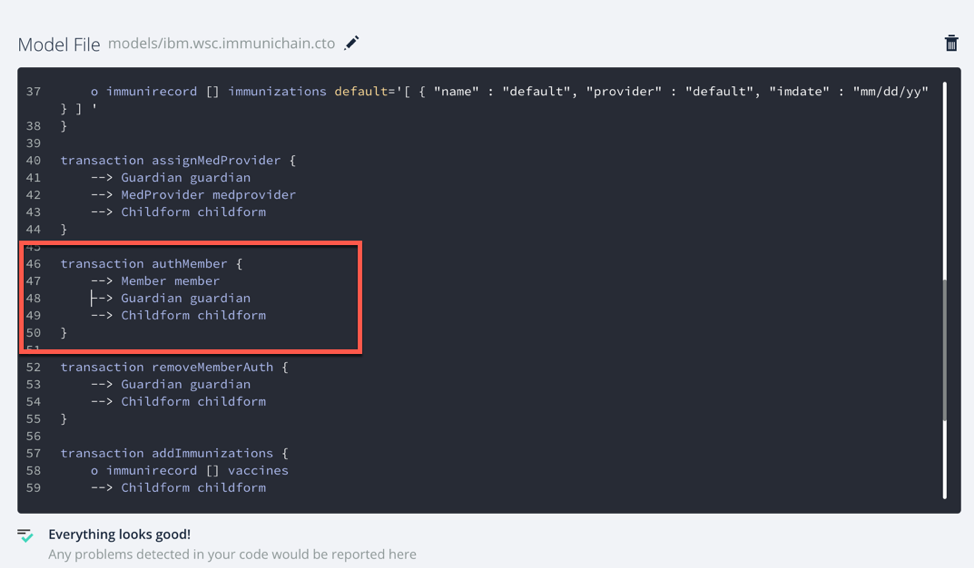 Model File models/ibm.wsc.immunichain.cto
37 o immunirecord [] immunizations default='[ { "name" : "default", "provider" : "default", "imdate" : "mm/dd/yy"
} ] '
38 }
39
40 transaction assignMedProvider {
41 --> Guardian guardian
42 --> MedProvider medprovider
43 --> Childform childform
44 }
45
46 transaction authMember {
47 --> Member member
48 --> Guardian guardian
49 --> Childform childform
50 }
51
52 transaction removeMemberAuth {
53 --> Guardian guardian
54 --> Childform childform
55 }
56
57 transaction addImmunizations {
58 o immunirecord [] vaccines
59 --> Childform childform
Everything looks good!
Any problems detected in your code would be reported here